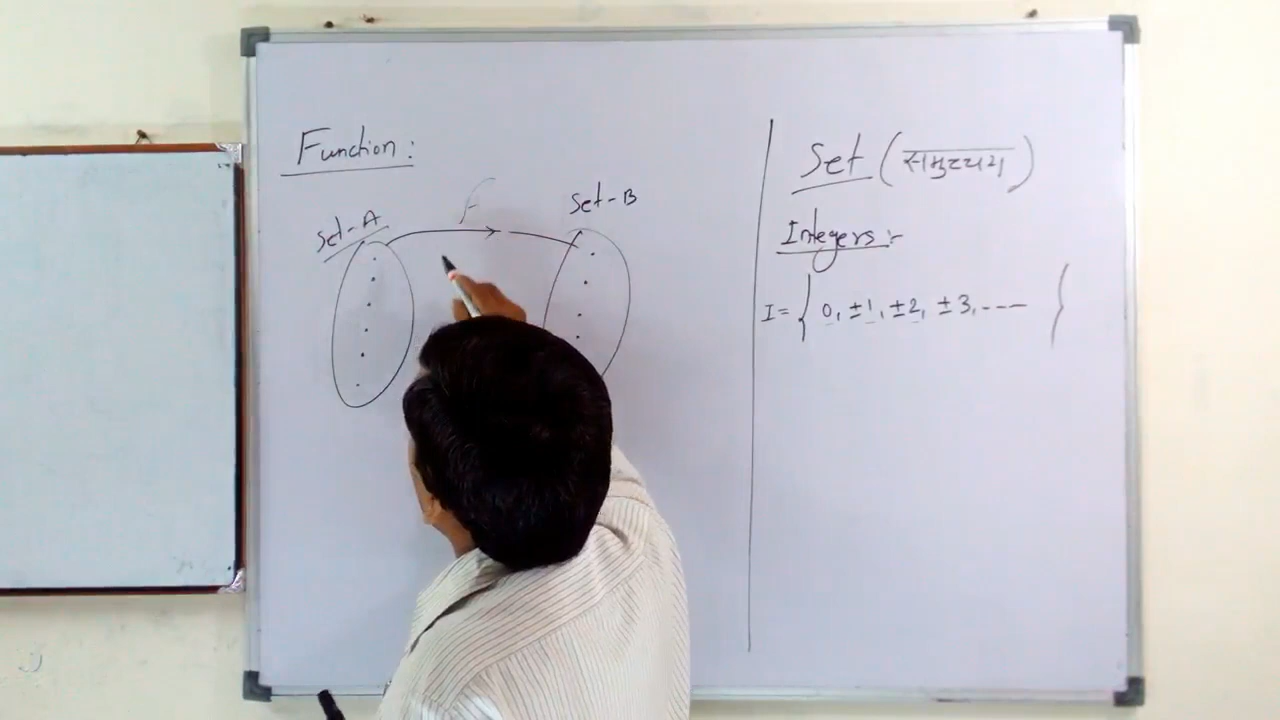 Function:
Set-A
F
Set-B
Set (समुच्चय)
Integers:-
I = { 0, ±1, ±2, ±3, ---- }